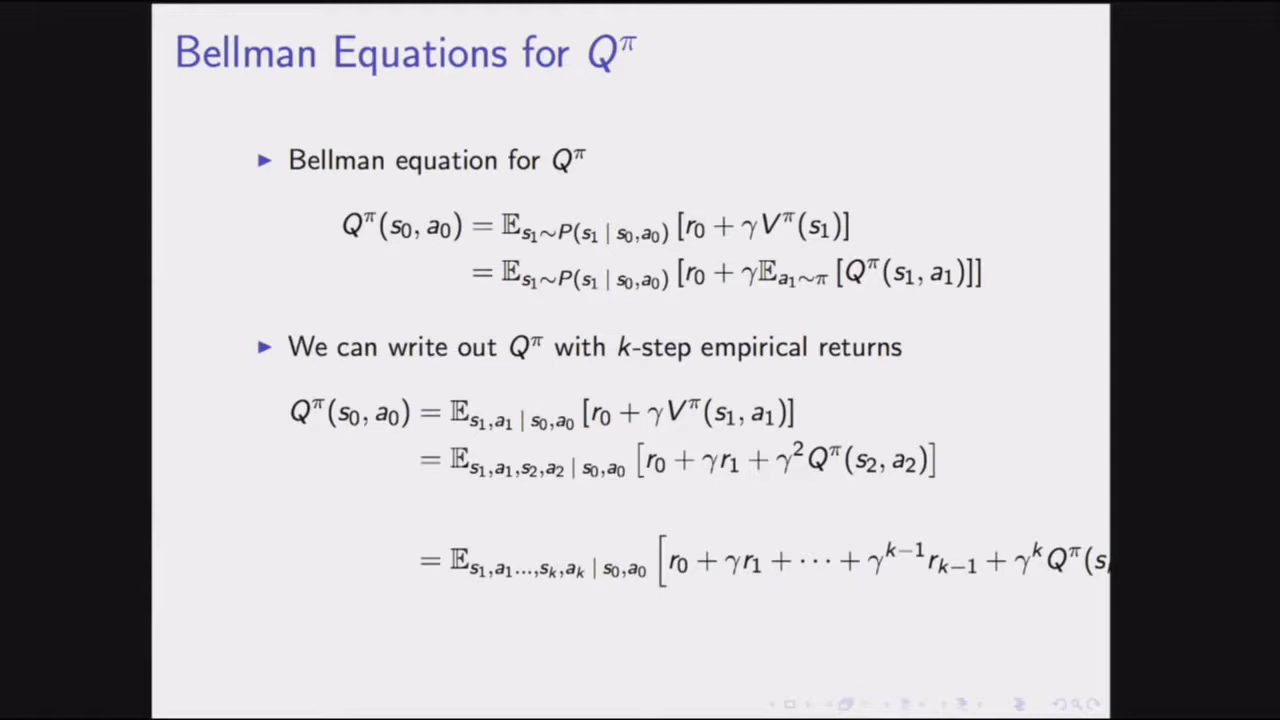 Bellman Equations for Q^π
▶ Bellman equation for Q^π
Q^π(s_0, a_0) = 𝔼_{s_1∼P(s_1 | s_0,a_0)} [r_0 + γV^π(s_1)]
= 𝔼_{s_1∼P(s_1 | s_0,a_0)} [r_0 + γ𝔼_{a_1∼π} [Q^π(s_1, a_1)]]
▶ We can write out Q^π with k-step empirical returns
Q^π(s_0, a_0) = 𝔼_{s_1,a_1 | s_0,a_0} [r_0 + γV^π(s_1, a_1)]
= 𝔼_{s_1,a_1,s_2,a_2 | s_0,a_0} [r_0 + γr_1 + γ^2 Q^π(s_2, a_2)]
= 𝔼_{s_1,a_1...,s_k,a_k | s_0,a_0} [r_0 + γr_1 + ⋯ + γ^{k−1} r_{k−1} + γ^k Q^π(s